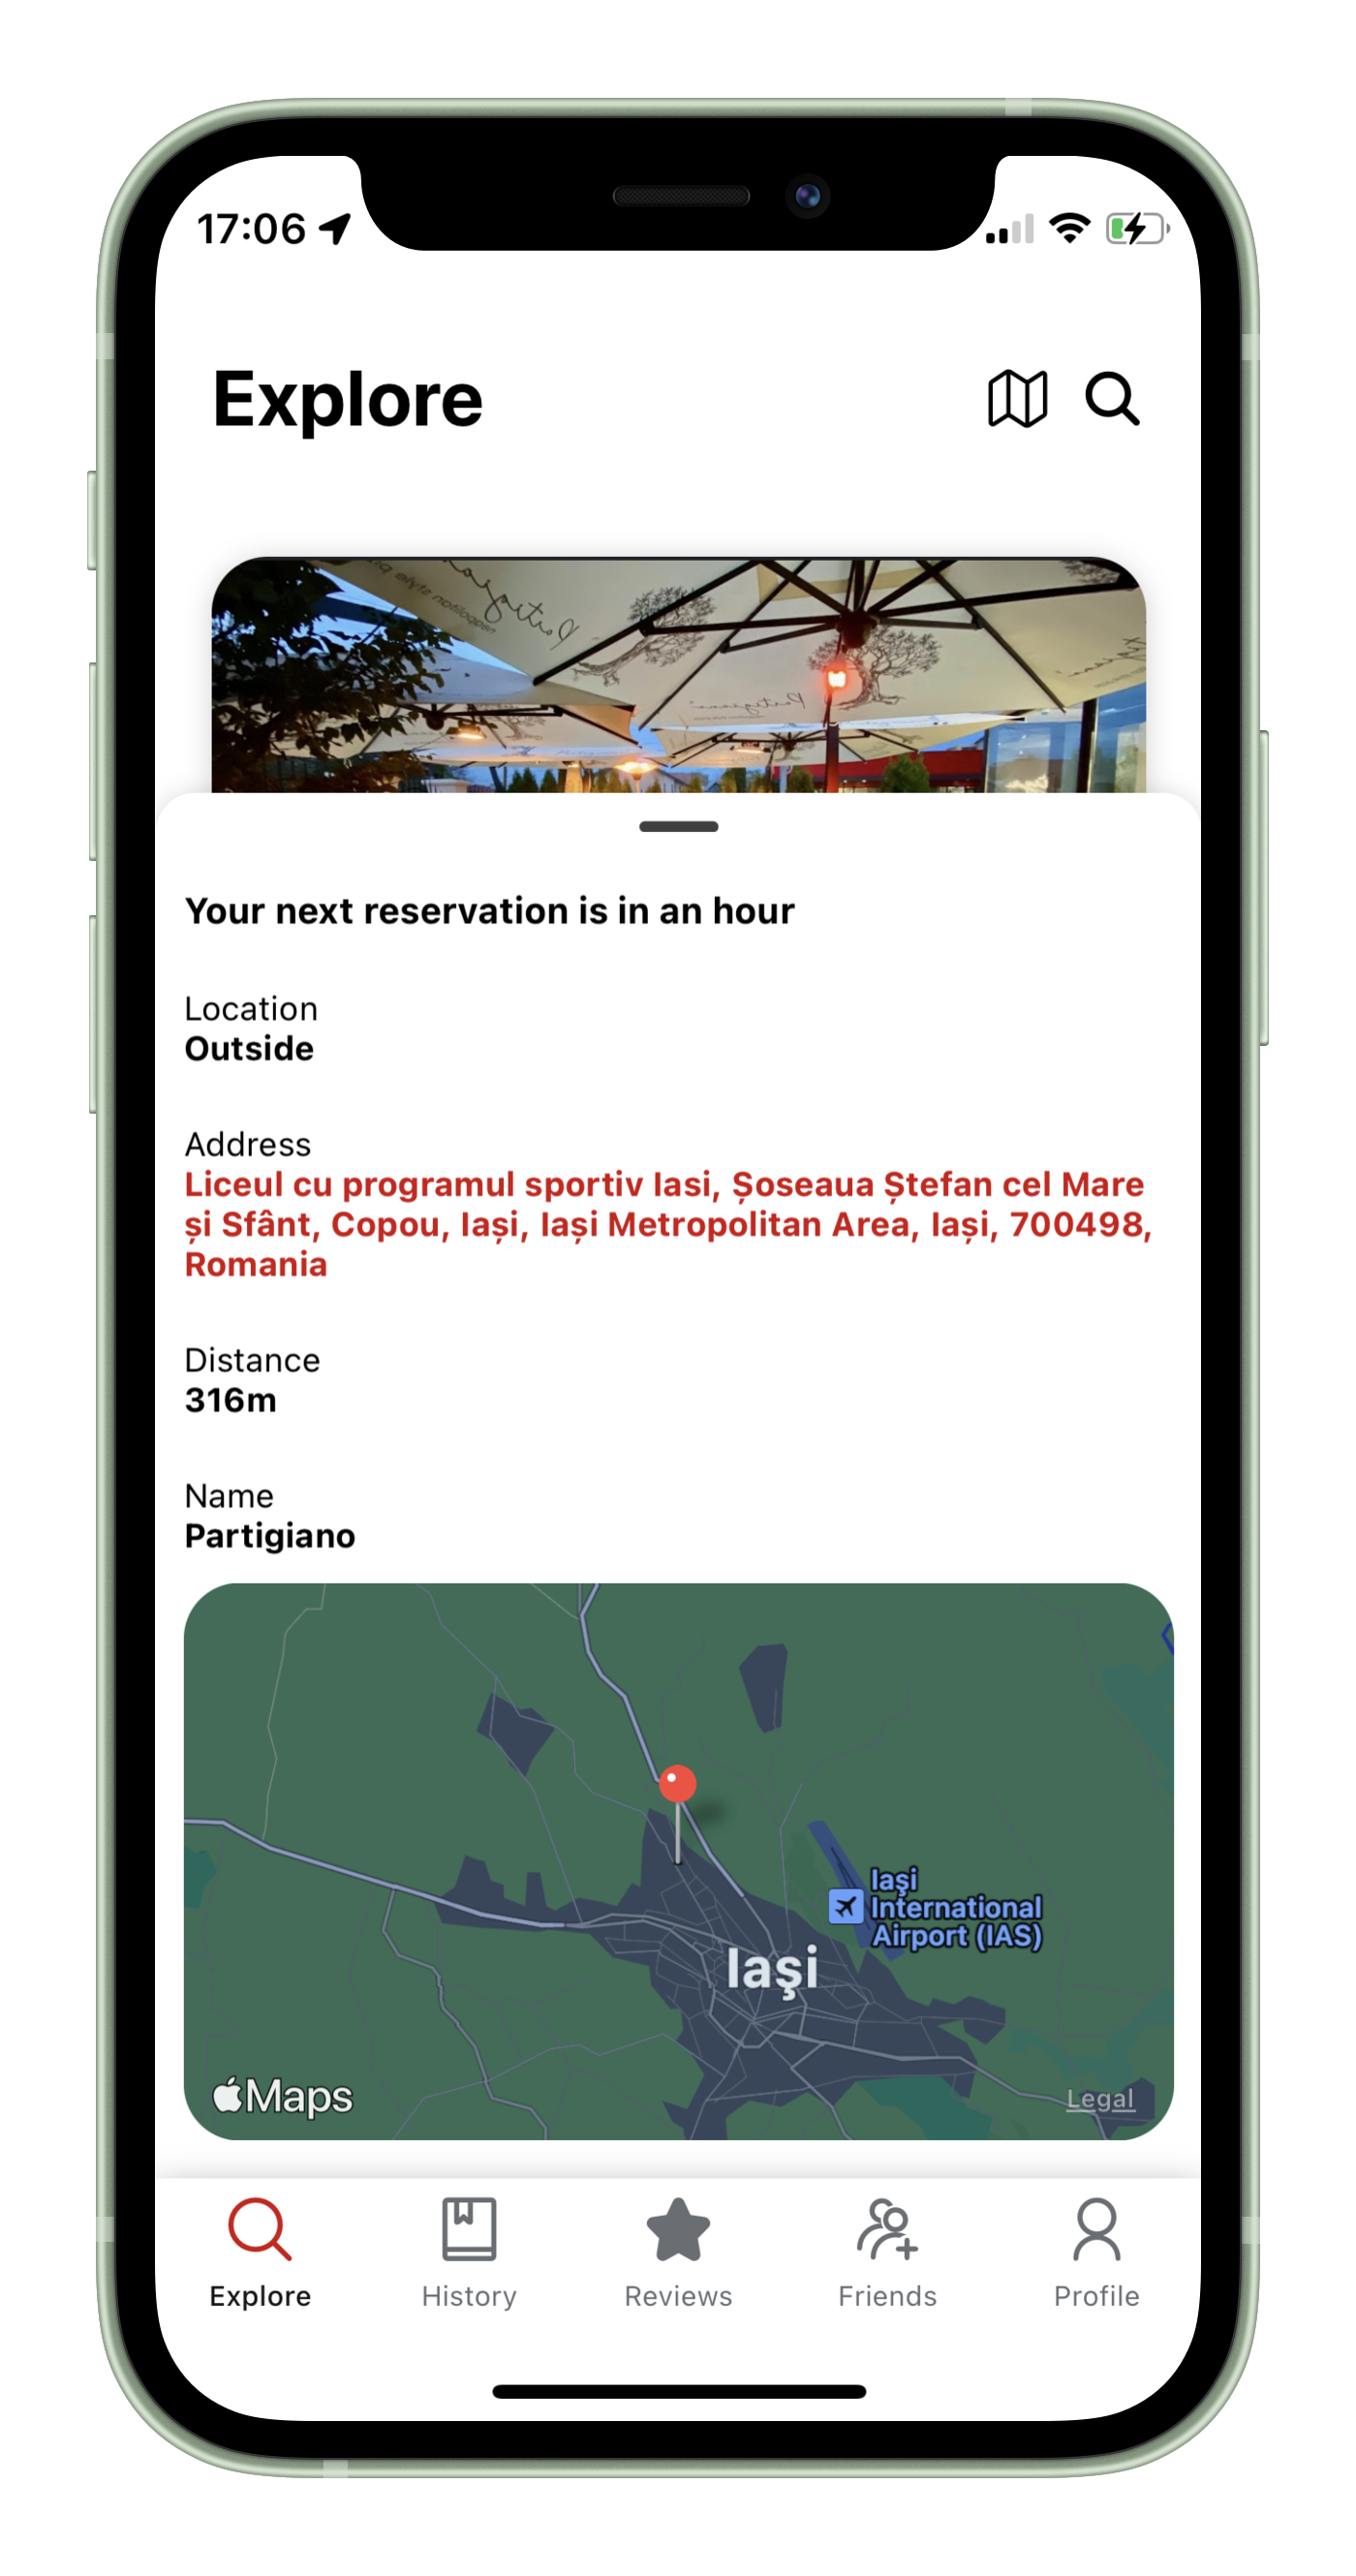 17:06
Explore
Partigiano
Your next reservation is in an hour
Location
Outside
Address
Liceul cu programul sportiv Iasi, Șoseaua Ștefan cel Mare
și Sfânt, Copou, Iași, Iași Metropolitan Area, Iași, 700498,
Romania
Distance
316m
Name
Partigiano
Iaşi
International
Airport (IAS)
Iaşi
Maps
Legal
Explore
History
Reviews
Friends
Profile